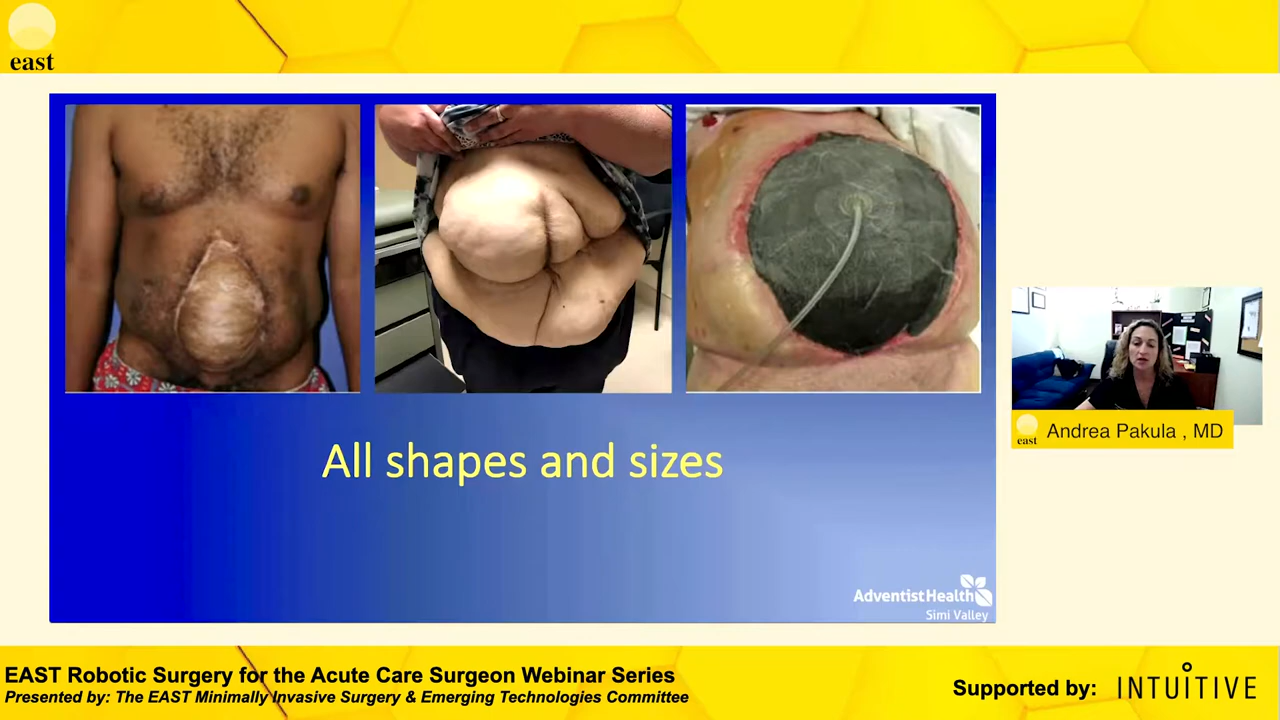 east
All shapes and sizes
AdventistHealth
Simi Valley
east
Andrea Pakula , MD
EAST Robotic Surgery for the Acute Care Surgeon Webinar Series
Presented by: The EAST Minimally Invasive Surgery & Emerging Technologies Committee
Supported by:
INTUITIVE